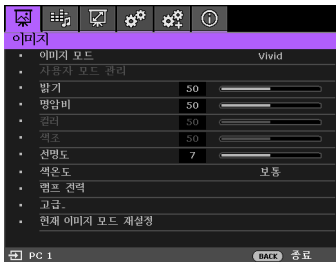 이미지
이미지 모드 Vivid
사용자 모드 관리
밝기 50
명암비 50
컬러 50
색조 50
선명도 7
색온도 보통
램프 전력
고급..
현재 이미지 모드 재설정
PC 1 BACK 종료